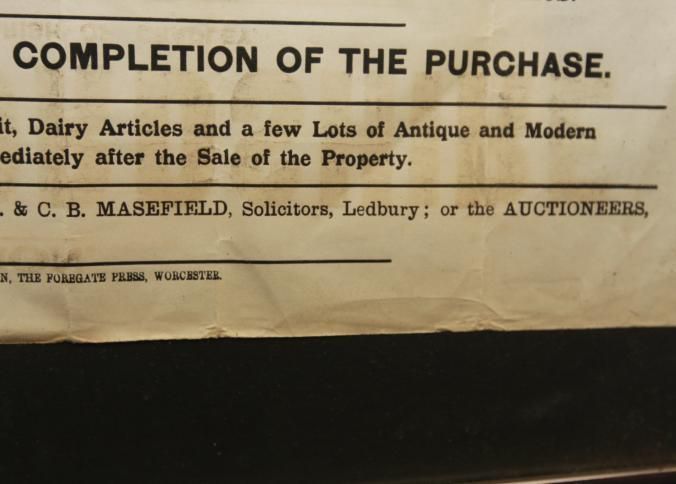 COMPLETION OF THE PURCHASE.
it, Dairy Articles and a few Lots of Antique and Modern
ediately after the Sale of the Property.
. & C. B. MASEFIELD, Solicitors, Ledbury; or the AUCTIONEERS,
N, THE FOREGATE PRESS, WORCESTER.